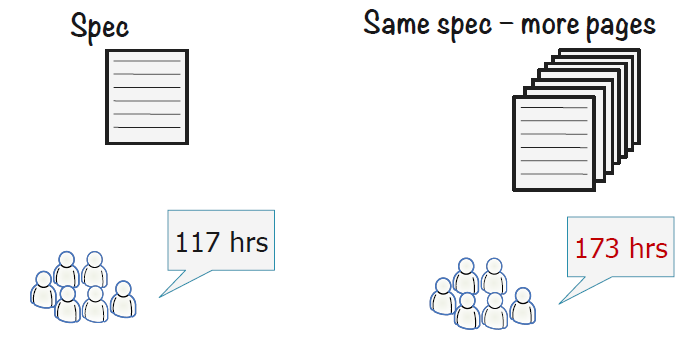 Spec
Same spec – more pages
117 hrs
173 hrs